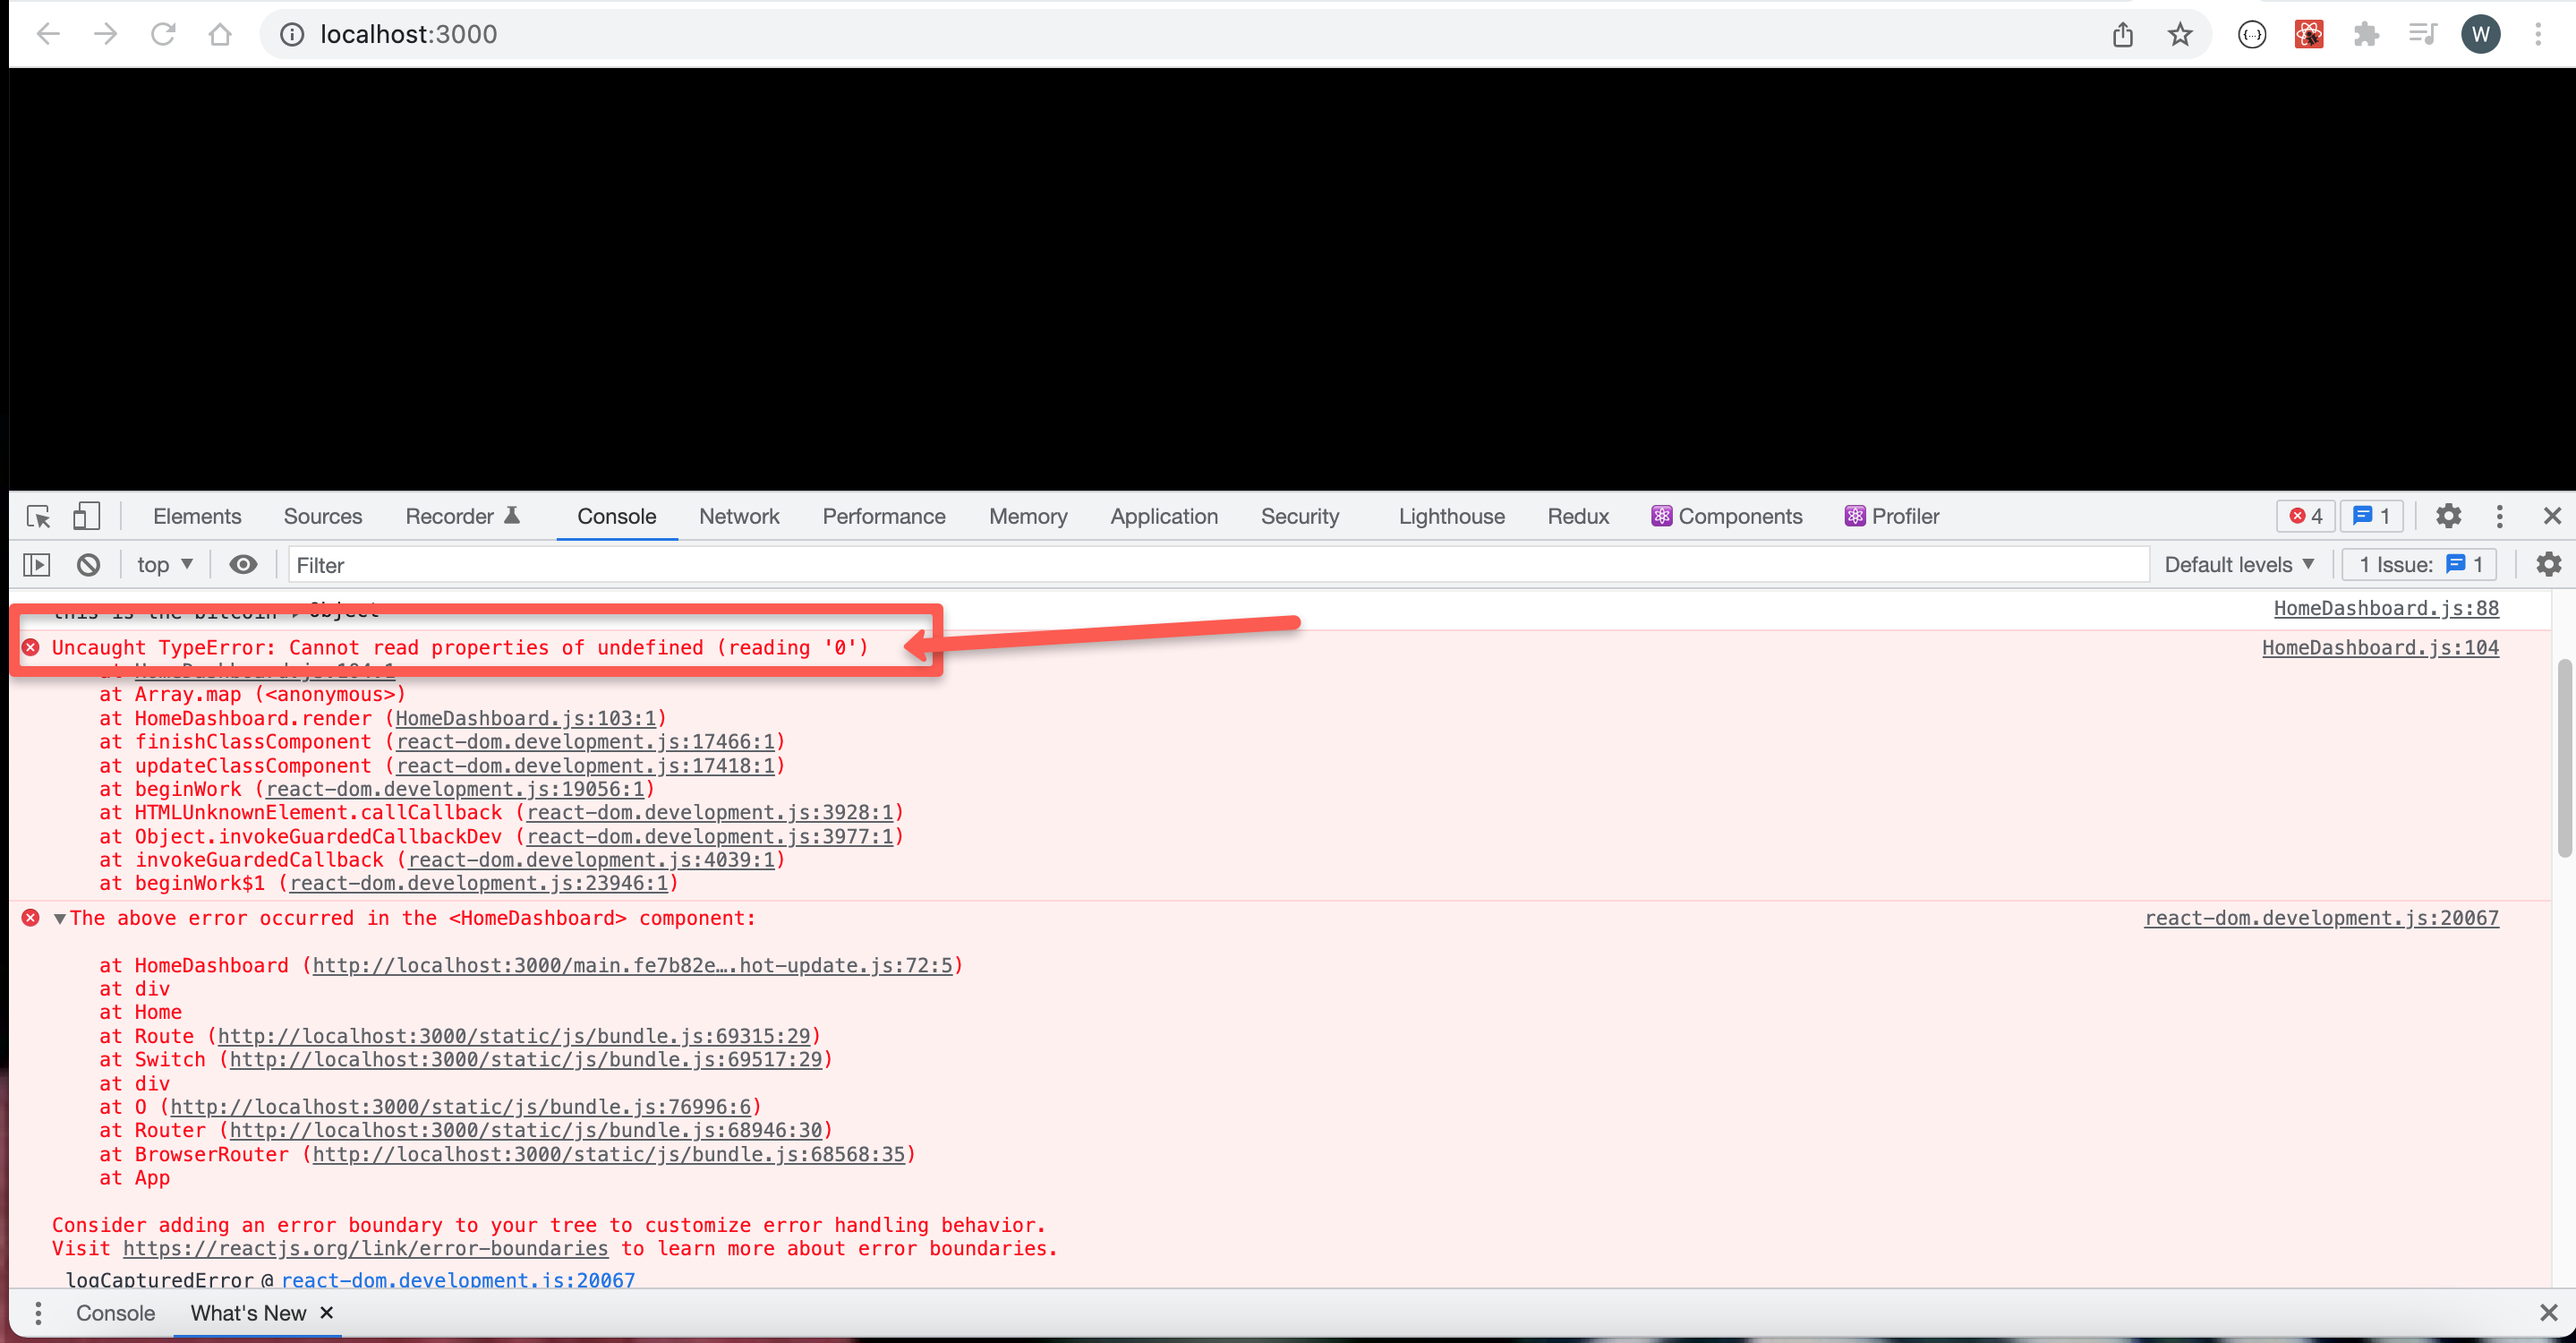 localhost:3000
W
Elements Sources Recorder Console Network Performance Memory Application Security Lighthouse Redux Components Profiler 4 1
top Filter Default levels 1 Issue: 1
this is the bitcoin ▸ Object HomeDashboard.js:88
Uncaught TypeError: Cannot read properties of undefined (reading '0') HomeDashboard.js:104
at HomeDashboard.js:104:1
at Array.map (<anonymous>)
at HomeDashboard.render (HomeDashboard.js:103:1)
at finishClassComponent (react-dom.development.js:17466:1)
at updateClassComponent (react-dom.development.js:17418:1)
at beginWork (react-dom.development.js:19056:1)
at HTMLUnknownElement.callCallback (react-dom.development.js:3928:1)
at Object.invokeGuardedCallbackDev (react-dom.development.js:3977:1)
at invokeGuardedCallback (react-dom.development.js:4039:1)
at beginWork$1 (react-dom.development.js:23946:1)
▼The above error occurred in the <HomeDashboard> component: react-dom.development.js:20067
at HomeDashboard (http://localhost:3000/main.fe7b82e….hot-update.js:72:5)
at div
at Home
at Route (http://localhost:3000/static/js/bundle.js:69315:29)
at Switch (http://localhost:3000/static/js/bundle.js:69517:29)
at div
at O (http://localhost:3000/static/js/bundle.js:76996:6)
at Router (http://localhost:3000/static/js/bundle.js:68946:30)
at BrowserRouter (http://localhost:3000/static/js/bundle.js:68568:35)
at App
Consider adding an error boundary to your tree to customize error handling behavior.
Visit https://reactjs.org/link/error-boundaries to learn more about error boundaries.
logCapturedError @ react-dom.development.js:20067
Console What's New